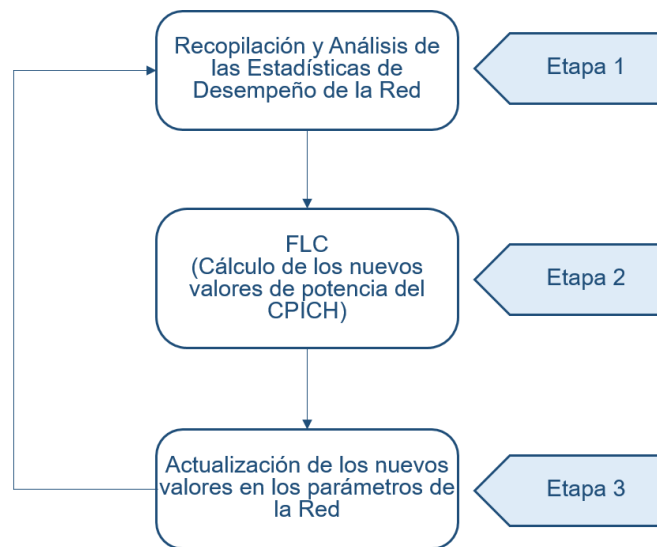 Recopilación y Análisis de
las Estadísticas de
Desempeño de la Red
Etapa 1
FLC
(Cálculo de los nuevos
valores de potencia del
CPICH)
Etapa 2
Actualización de los nuevos
valores en los parámetros de
la Red
Etapa 3